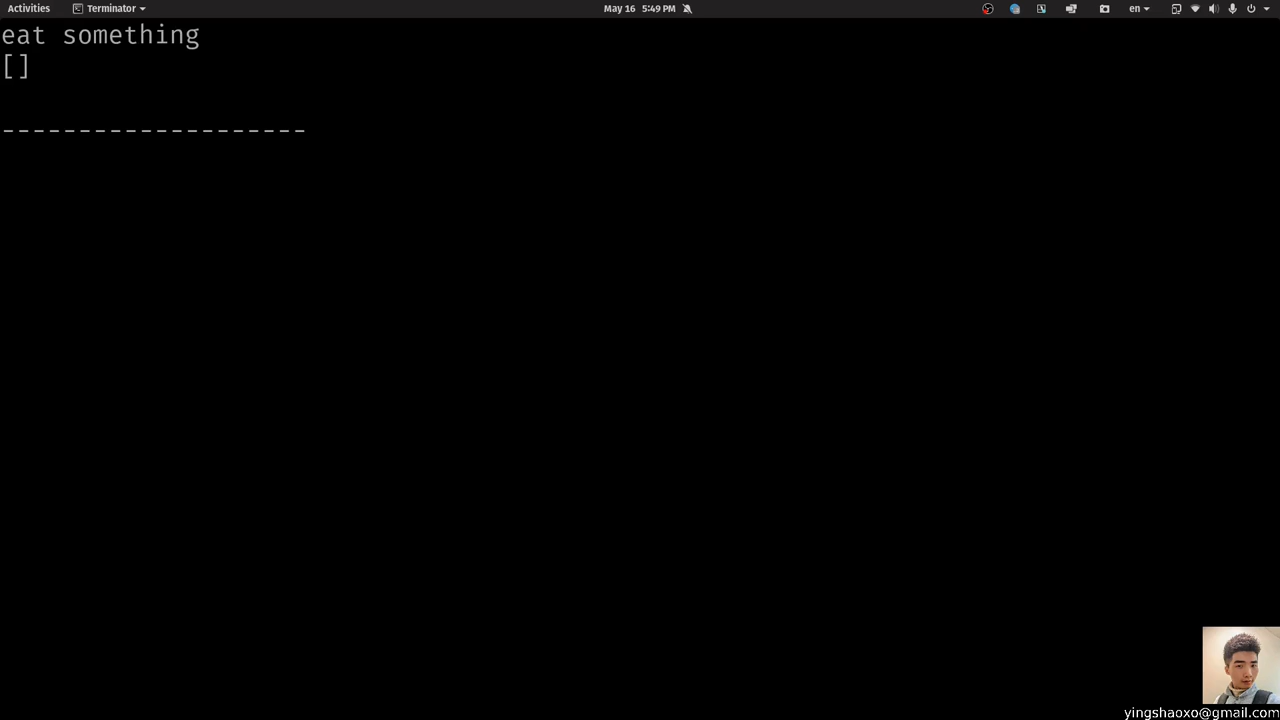 Activities Terminator May 16 5:49 PM en
eat something
[]
--------------------
yingshaoxo@gmail.com